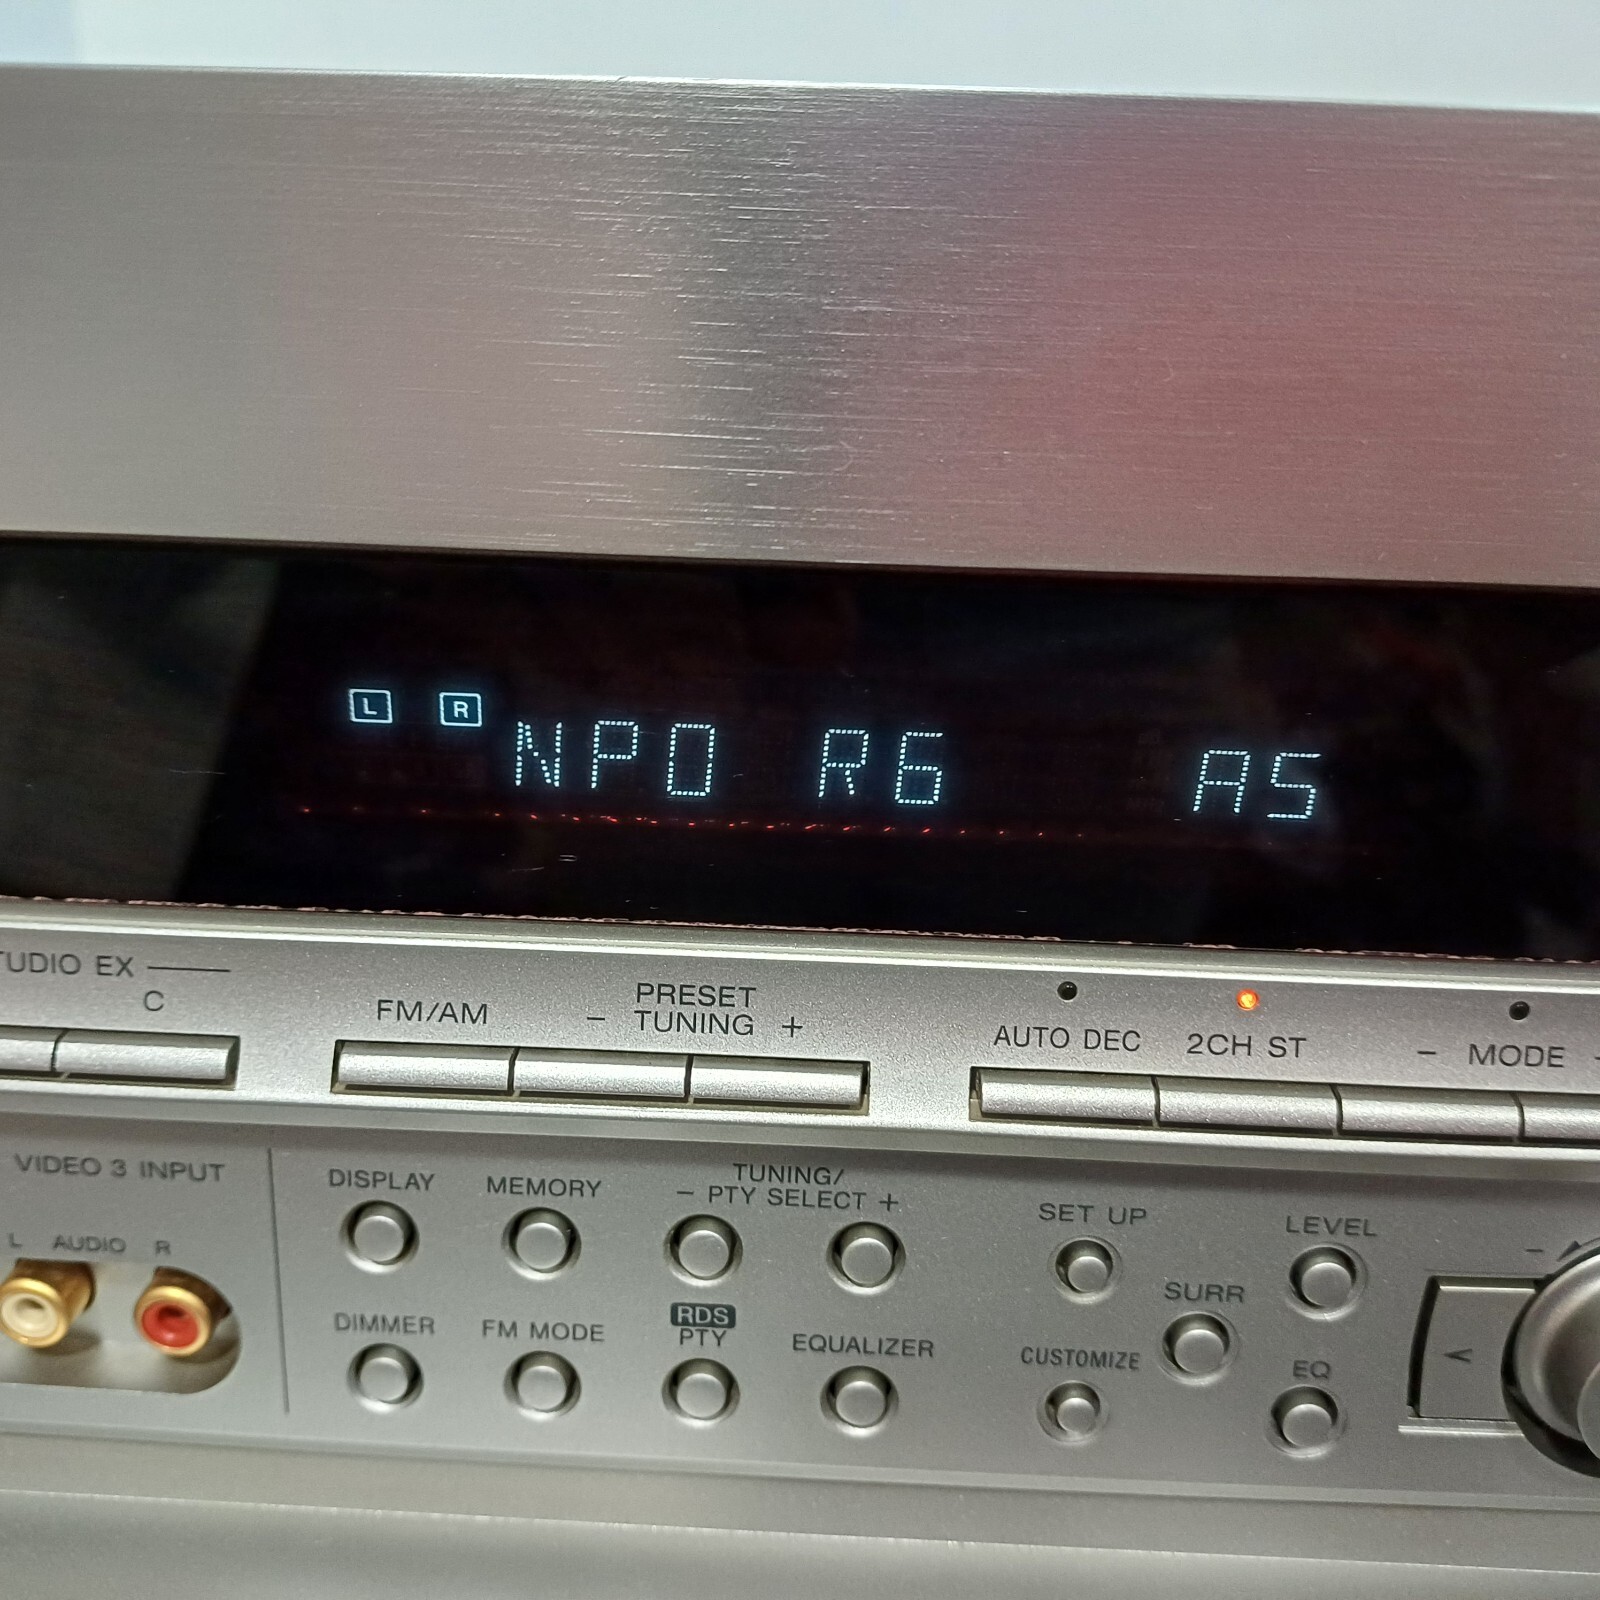 L R
NPO R6 A5
TUDIO EX
C
FM/AM
PRESET
- TUNING +
AUTO DEC
2CH ST
- MODE
VIDEO 3 INPUT
L AUDIO R
DISPLAY
MEMORY
TUNING/
- PTY SELECT +
SET UP
LEVEL
SURR
DIMMER
FM MODE
RDS
PTY
EQUALIZER
CUSTOMIZE
EQ
-
<